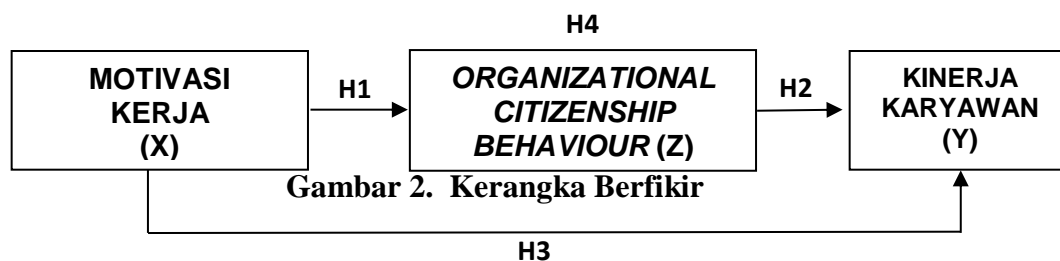 H4
MOTIVASI
KERJA
(X)
H1
ORGANIZATIONAL
CITIZENSHIP
BEHAVIOUR (Z)
H2
KINERJA
KARYAWAN
(Y)
Gambar 2. Kerangka Berfikir
H3